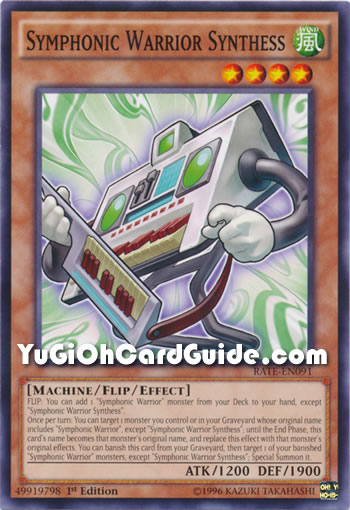 SYMPHONIC WARRIOR SYNTHESS
WIND
風
YuGiOhCardGuide.com
RATE-EN091
[MACHINE/FLIP/EFFECT]
FLIP: You can add 1 "Symphonic Warrior" monster from your Deck to your hand, except
"Symphonic Warrior Synthess".
Once per turn: You can target 1 monster you control or in your Graveyard whose original name
includes "Symphonic Warrior", except "Symphonic Warrior Synthess"; until the End Phase, this
card's name becomes that monster's original name, and replace this effect with that monster's
original effects. You can banish this card from your Graveyard, then target 1 of your banished
"Symphonic Warrior" monsters, except "Symphonic Warrior Synthess"; Special Summon it.
ATK/1200 DEF/1900
49919798 1st Edition ©1996 KAZUKI TAKAHASHI